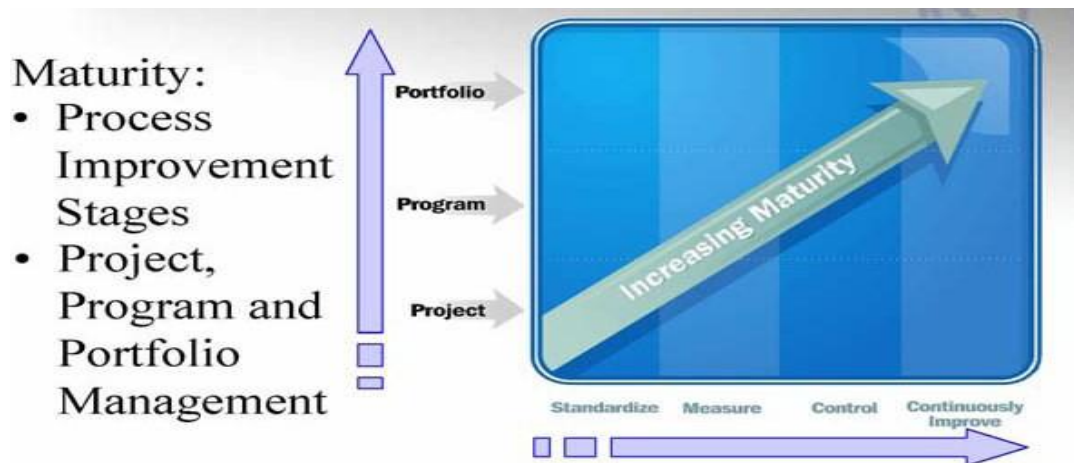 Maturity:
• Process
Improvement
Stages
• Project,
Program and
Portfolio
Management
Portfolio
Program
Project
Increasing Maturity
Standardize
Measure
Control
Continuously
Improve